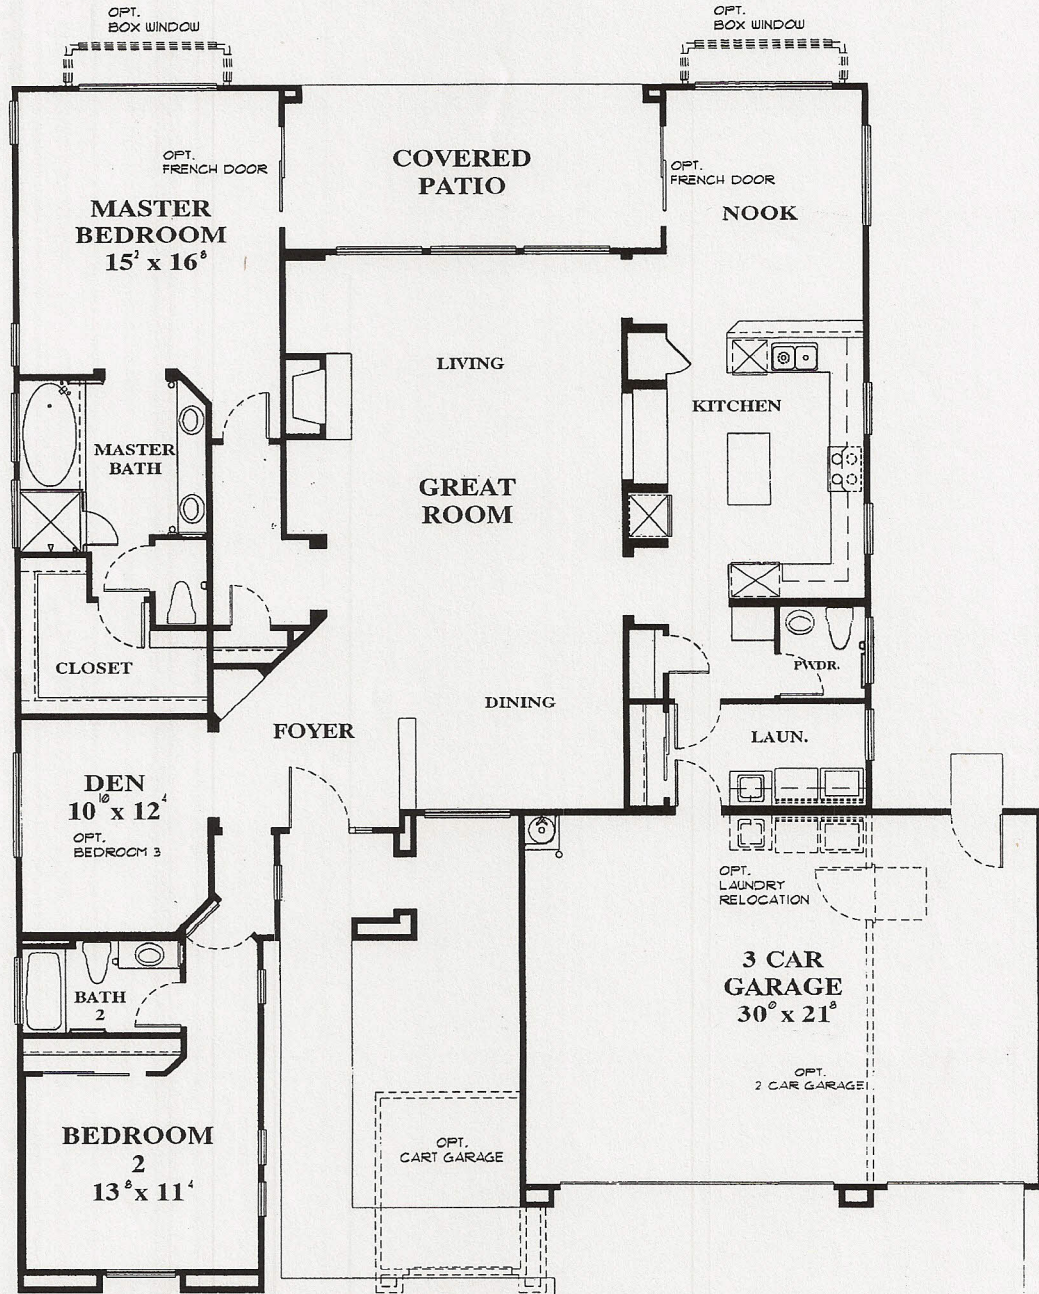 OPT.
BOX WINDOW
OPT.
BOX WINDOW
OPT.
FRENCH DOOR
COVERED
PATIO
OPT.
FRENCH DOOR
MASTER
BEDROOM
15² x 16⁸
NOOK
LIVING
KITCHEN
MASTER
BATH
GREAT
ROOM
CLOSET
PWDR.
DINING
FOYER
LAUN.
DEN
10¹⁰ x 12⁴
OPT.
BEDROOM 3
OPT.
LAUNDRY
RELOCATION
3 CAR
GARAGE
30⁰ x 21⁸
BATH
2
OPT.
2 CAR GARAGE
BEDROOM
2
13⁸ x 11⁴
OPT.
CART GARAGE